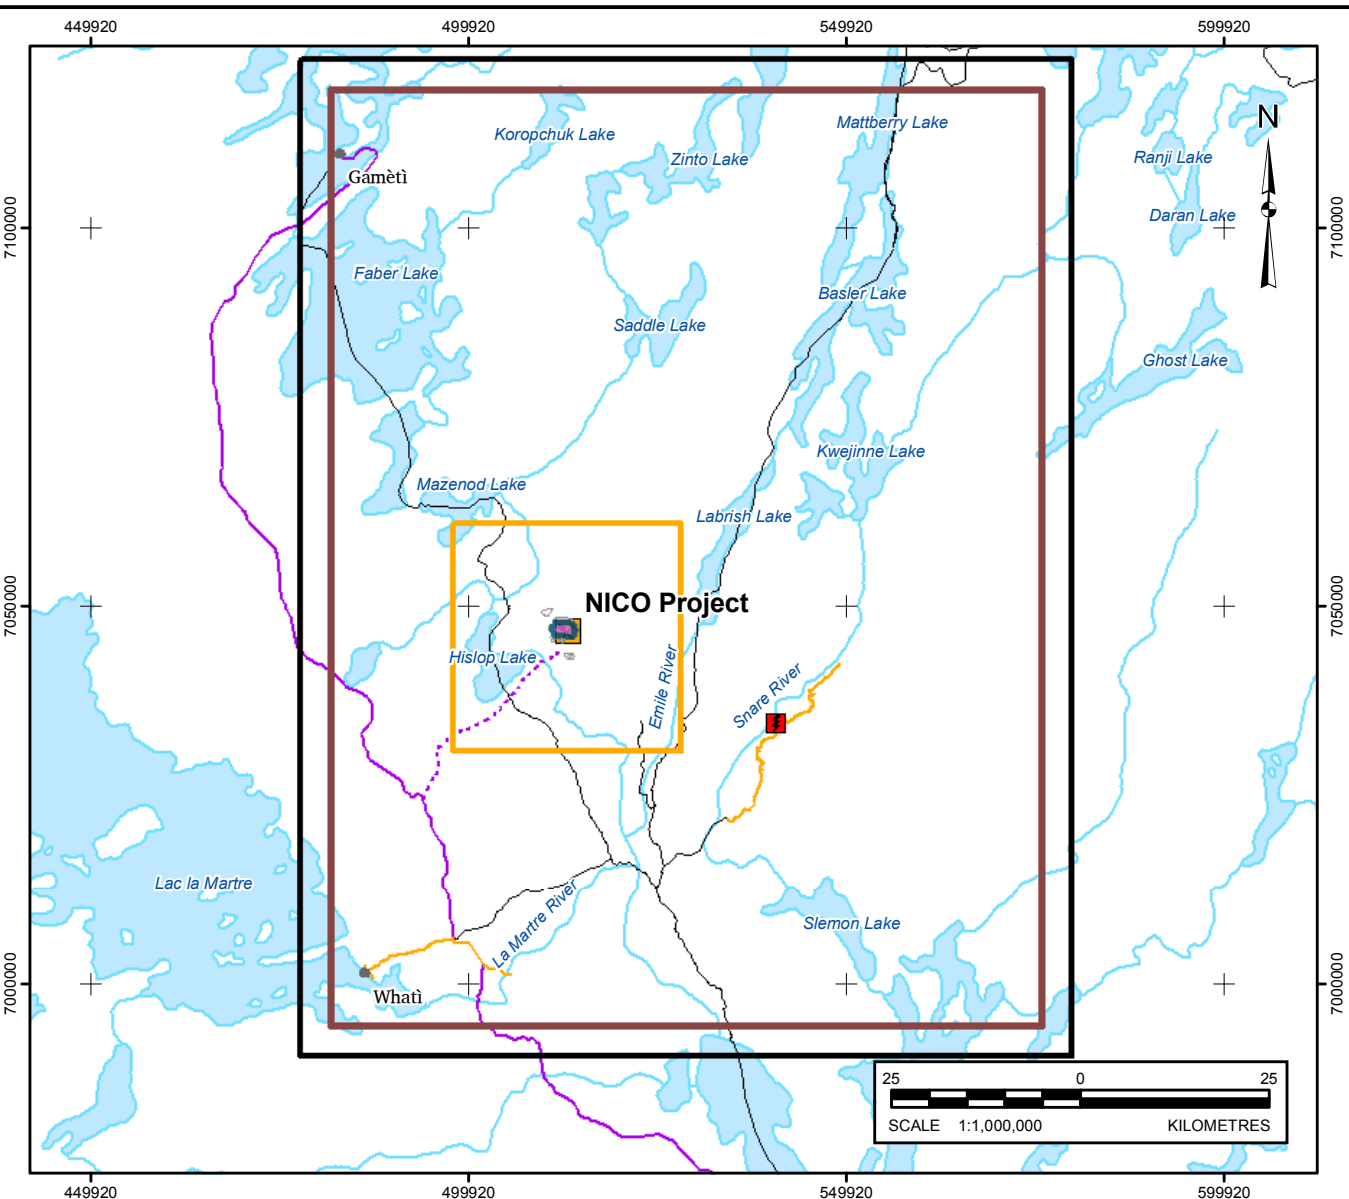 449920
499920
549920
599920
Koropchuk Lake
Mattberry Lake
N
Zinto Lake
Ranji Lake
Gamètì
7100000
Daran Lake
7100000
Faber Lake
Basler Lake
Saddle Lake
Ghost Lake
Kwejinne Lake
Mazenod Lake
Labrish Lake
7050000
NICO Project
7050000
Hislop Lake
Emile River
Snare River
Lac la Martre
La Martre River
Slemon Lake
7000000
Whatì
7000000
25 0 25
SCALE 1:1,000,000 KILOMETRES
449920
499920
549920
599920